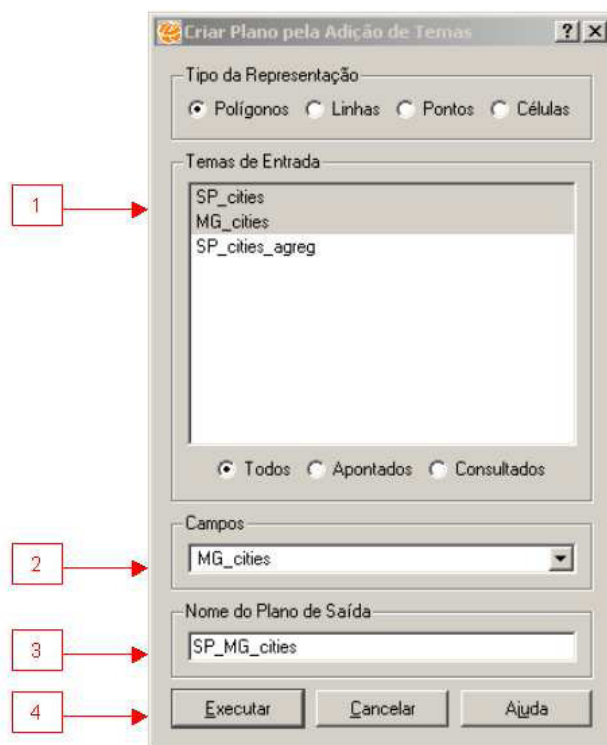 Criar Plano pela Adição de Temas
Tipo da Representação
Polígonos Linhas Pontos Células
Temas de Entrada
1
SP_cities
MG_cities
SP_cities_agreg
Todos Apontados Consultados
Campos
2
MG_cities
Nome do Plano de Saída
3
SP_MG_cities
4
Executar Cancelar Ajuda